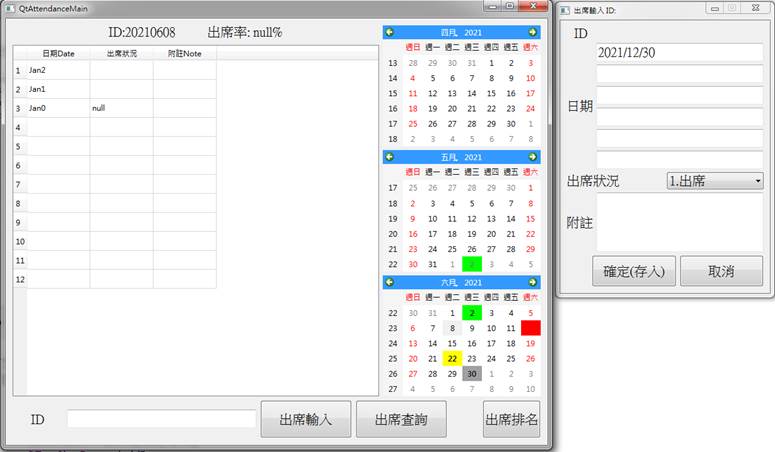 QtAttendanceMain
ID:20210608 出席率: null%
日期Date 出席狀況 附註Note
1 Jan2
2 Jan1
3 Jan0 null
4
5
6
7
8
9
10
11
12
四月, 2021
週日 週一 週二 週三 週四 週五 週六
13 28 29 30 31 1 2 3
14 4 5 6 7 8 9 10
15 11 12 13 14 15 16 17
16 18 19 20 21 22 23 24
17 25 26 27 28 29 30 1
18 2 3 4 5 6 7 8
五月, 2021
週日 週一 週二 週三 週四 週五 週六
17 25 26 27 28 29 30 1
18 2 3 4 5 6 7 8
19 9 10 11 12 13 14 15
20 16 17 18 19 20 21 22
21 23 24 25 26 27 28 29
22 30 31 1 2 3 4 5
六月, 2021
週日 週一 週二 週三 週四 週五 週六
22 30 31 1 2 3 4 5
23 6 7 8 9 10 11
24 13 14 15 16 17 18 19
25 20 21 22 23 24 25 26
26 27 28 29 30 1 2 3
27 4 5 6 7 8 9 10
ID 出席輸入 出席查詢 出席排名
出席輸入 ID:
ID
2021/12/30
日期
出席狀況 1.出席
附註
確定(存入) 取消